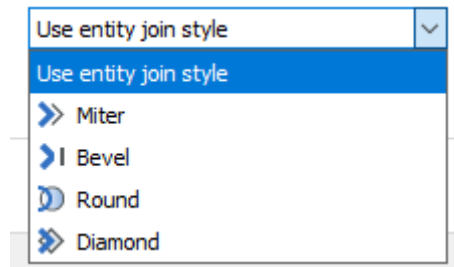 Use entity join style
Use entity join style
Miter
Bevel
Round
Diamond